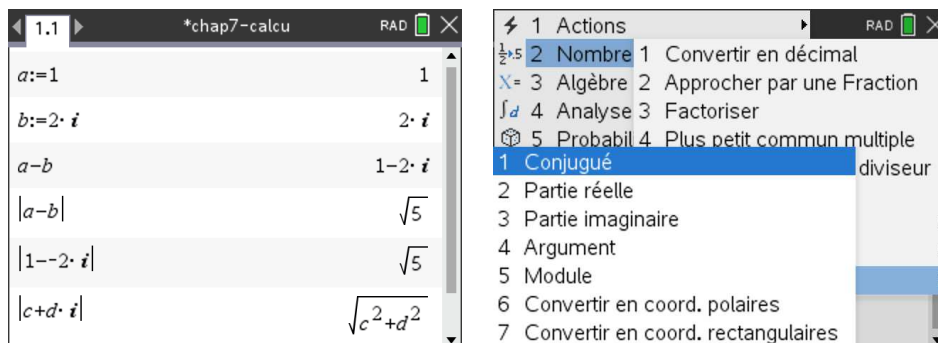 1.1 *chap7-calcu RAD
a:=1 1
b:=2· i 2· i
a−b 1−2· i
|a−b| √5
|1−-2· i| √5
|c+d· i| √c²+d²
1 Actions RAD
2 Nombre 1 Convertir en décimal
X= 3 Algèbre 2 Approcher par une Fraction
∫d 4 Analyse 3 Factoriser
5 Probabil 4 Plus petit commun multiple
1 Conjugué diviseur
2 Partie réelle
3 Partie imaginaire
4 Argument
5 Module
6 Convertir en coord. polaires
7 Convertir en coord. rectangulaires